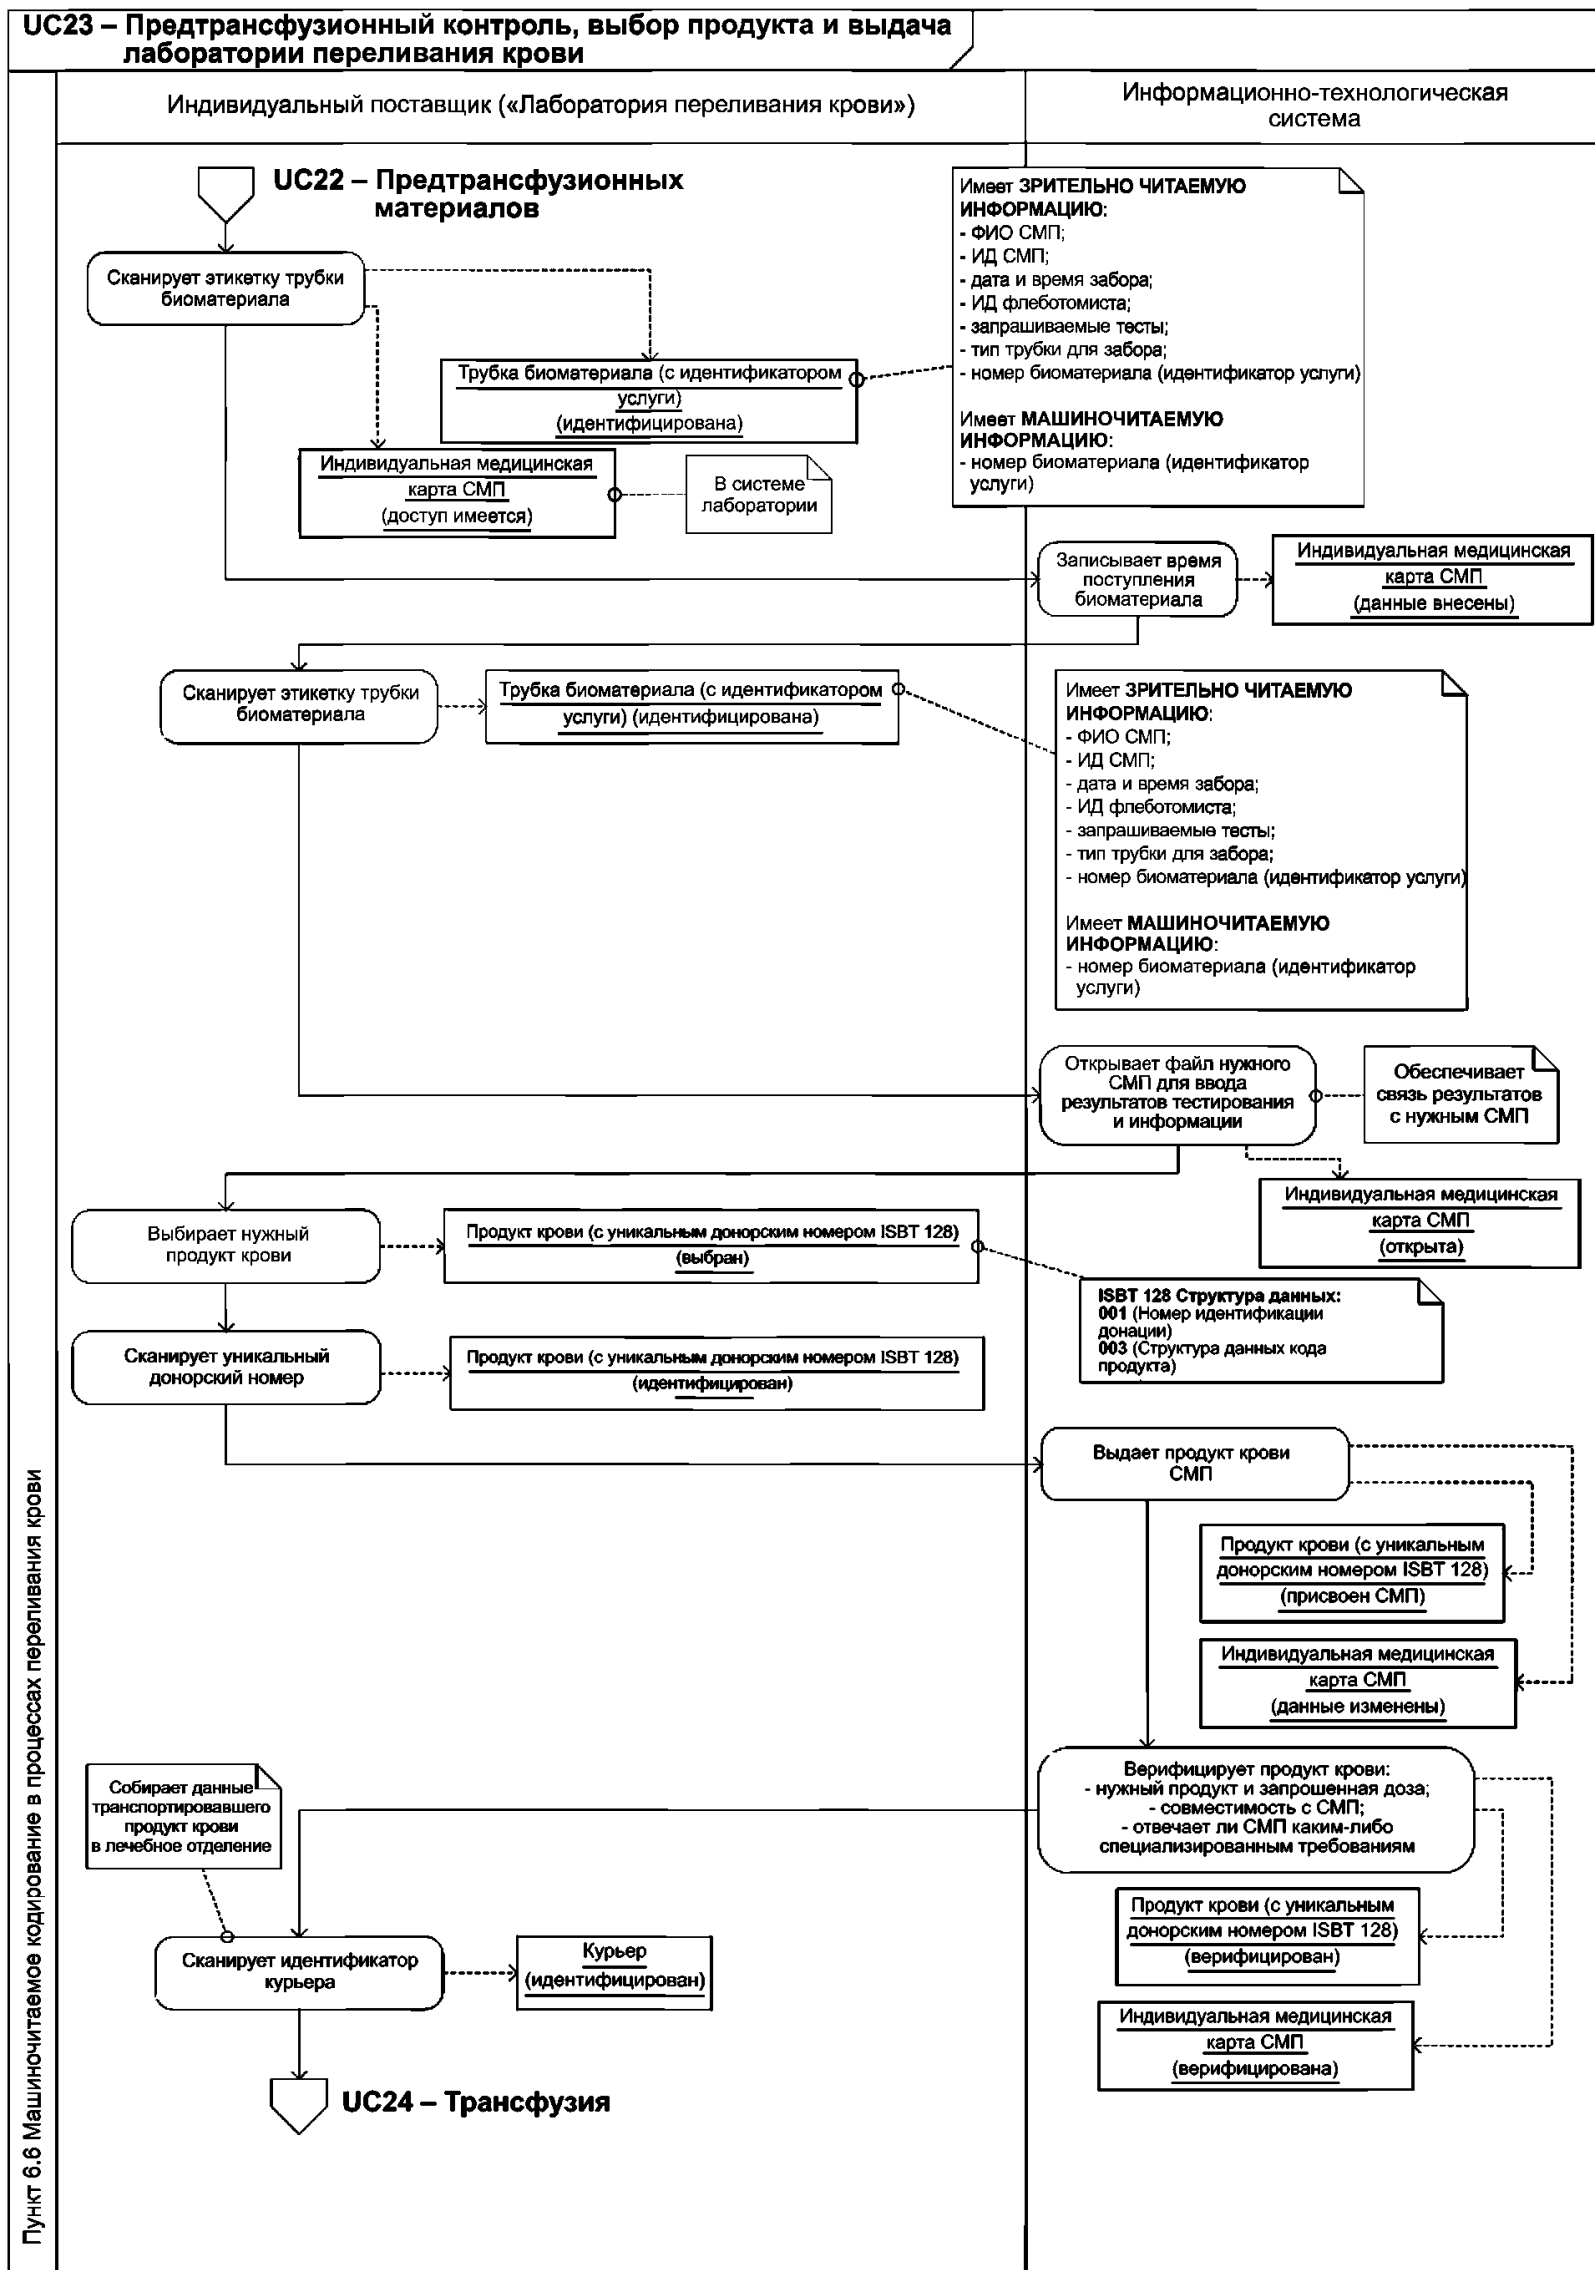 UC23 – Предтрансфузионный контроль, выбор продукта и выдача
лаборатории переливания крови
Индивидуальный поставщик («Лаборатория переливания крови»)
Информационно-технологическая
система
UC22 – Предтрансфузионных
материалов
Имеет ЗРИТЕЛЬНО ЧИТАЕМУЮ
ИНФОРМАЦИЮ:
- ФИО СМП;
- ИД СМП;
- дата и время забора;
- ИД флеботомиста;
- запрашиваемые тесты;
- тип трубки для забора;
- номер биоматериала (идентификатор услуги)
Имеет МАШИНОЧИТАЕМУЮ
ИНФОРМАЦИЮ:
- номер биоматериала (идентификатор
услуги)
Сканирует этикетку трубки
биоматериала
Трубка биоматериала (с идентификатором
услуги)
(идентифицирована)
Индивидуальная медицинская
карта СМП
(доступ имеется)
В системе
лаборатории
Записывает время
поступления
биоматериала
Индивидуальная медицинская
карта СМП
(данные внесены)
Сканирует этикетку трубки
биоматериала
Трубка биоматериала (с идентификатором
услуги) (идентифицирована)
Имеет ЗРИТЕЛЬНО ЧИТАЕМУЮ
ИНФОРМАЦИЮ:
- ФИО СМП;
- ИД СМП;
- дата и время забора;
- ИД флеботомиста;
- запрашиваемые тесты;
- тип трубки для забора;
- номер биоматериала (идентификатор услуги)
Имеет МАШИНОЧИТАЕМУЮ
ИНФОРМАЦИЮ:
- номер биоматериала (идентификатор
услуги)
Открывает файл нужного
СМП для ввода
результатов тестирования
и информации
Обеспечивает
связь результатов
с нужным СМП
Индивидуальная медицинская
карта СМП
(открыта)
Выбирает нужный
продукт крови
Продукт крови (с уникальным донорским номером ISBT 128)
(выбран)
ISBT 128 Структура данных:
001 (Номер идентификации
донации)
003 (Структура данных кода
продукта)
Сканирует уникальный
донорский номер
Продукт крови (с уникальным донорским номером ISBT 128)
(идентифицирован)
Выдает продукт крови
СМП
Продукт крови (с уникальным
донорским номером ISBT 128)
(присвоен СМП)
Индивидуальная медицинская
карта СМП
(данные изменены)
Верифицирует продукт крови:
- нужный продукт и запрошенная доза;
- совместимость с СМП;
- отвечает ли СМП каким-либо
специализированным требованиям
Собирает данные
транспортировавшего
продукт крови
в лечебное отделение
Продукт крови (с уникальным
донорским номером ISBT 128)
(верифицирован)
Сканирует идентификатор
курьера
Курьер
(идентифицирован)
Индивидуальная медицинская
карта СМП
(верифицирована)
UC24 – Трансфузия
Пункт 6.6 Машиночитаемое кодирование в процессах переливания крови